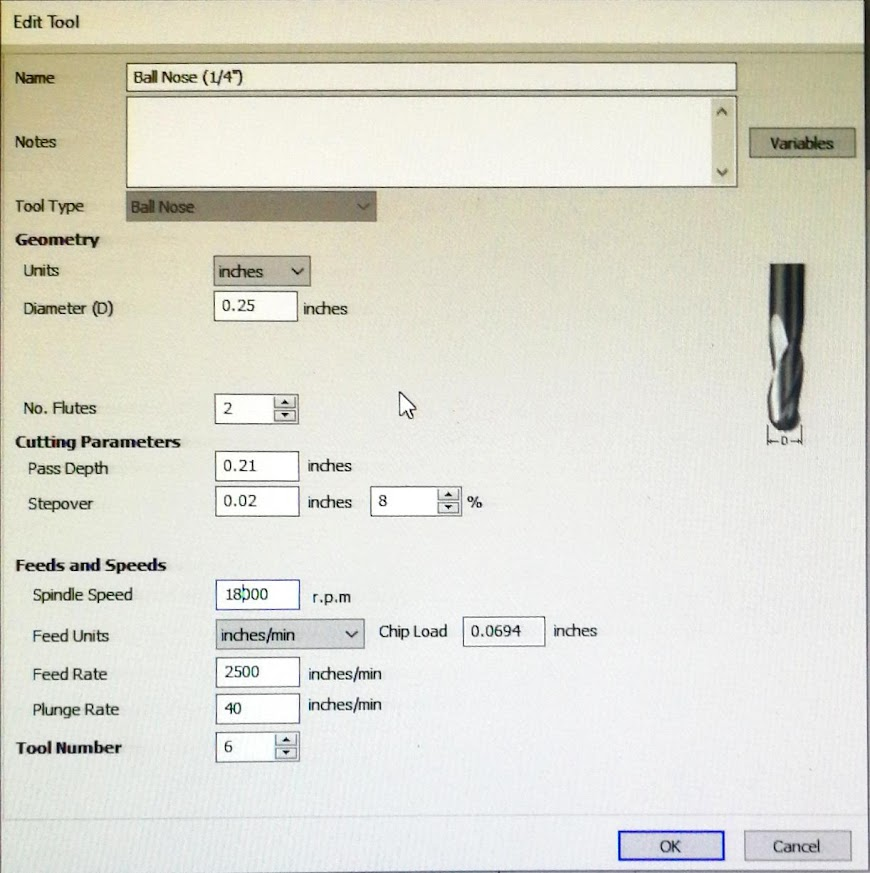 Edit Tool
Name Ball Nose (1/4")
Notes Variables
Tool Type Ball Nose
Geometry
Units inches
Diameter (D) 0.25 inches
No. Flutes 2
D
Cutting Parameters
Pass Depth 0.21 inches
Stepover 0.02 inches 8 %
Feeds and Speeds
Spindle Speed 18000 r.p.m
Feed Units inches/min Chip Load 0.0694 inches
Feed Rate 2500 inches/min
Plunge Rate 40 inches/min
Tool Number 6
OK Cancel